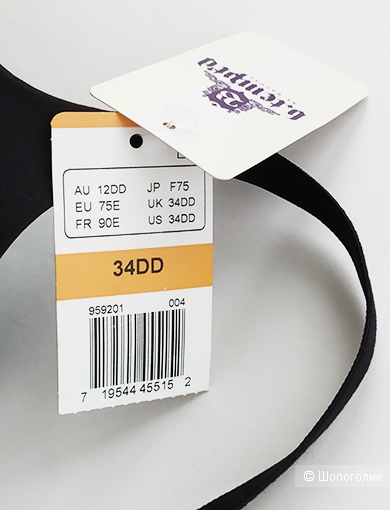 b.tempt'd
AU 12DD JP F75
EU 75E UK 34DD
FR 90E US 34DD
34DD
959201 004
7 19544 45515 2
© Шопоголик